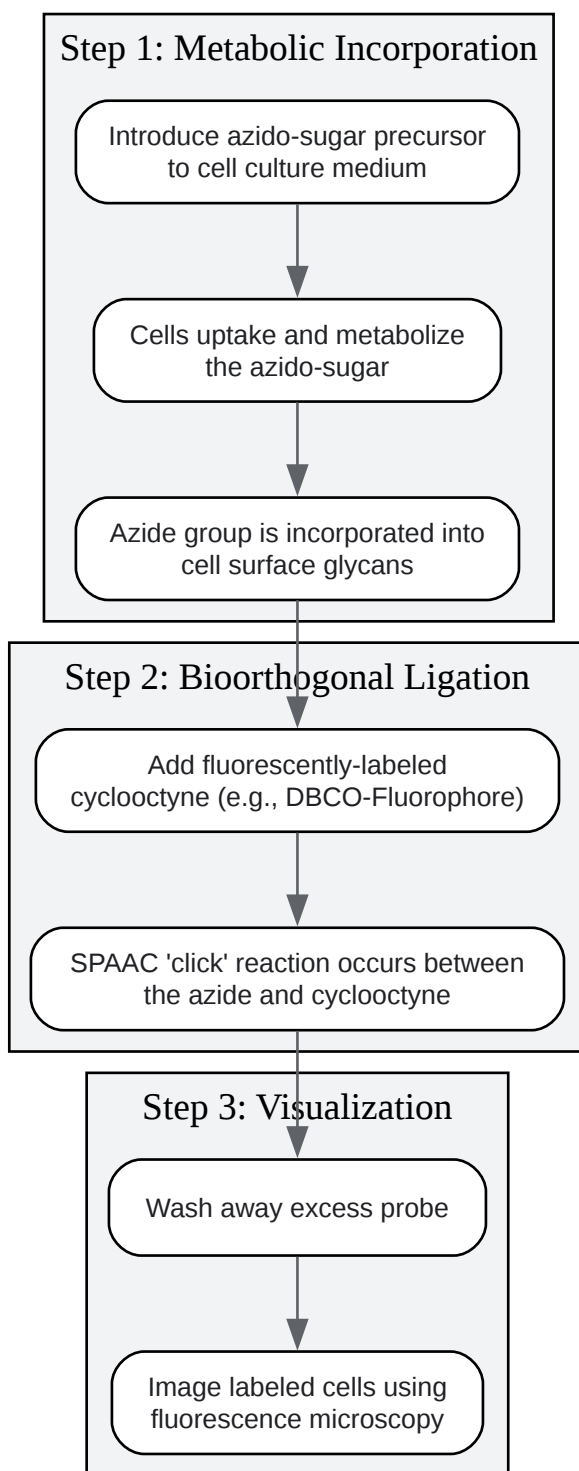 Step 1: Metabolic Incorporation
Introduce azido-sugar precursor
to cell culture medium
Cells uptake and metabolize
the azido-sugar
Azide group is incorporated into
cell surface glycans
Step 2: Bioorthogonal Ligation
Add fluorescently-labeled
cyclooctyne (e.g., DBCO-Fluorophore)
SPAAC 'click' reaction occurs between
the azide and cyclooctyne
Step 3: Visualization
Wash away excess probe
Image labeled cells using
fluorescence microscopy